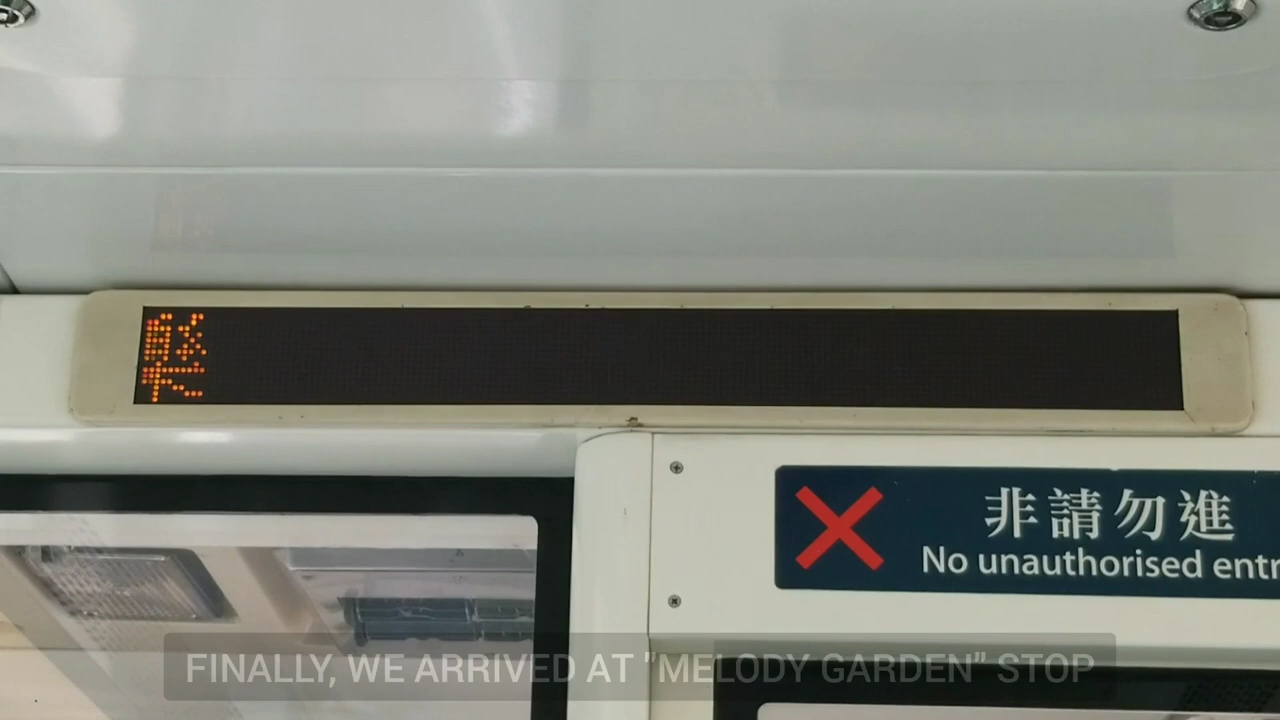 非請勿進
No unauthorised entr
FINALLY, WE ARRIVED AT "MELODY GARDEN" STOP